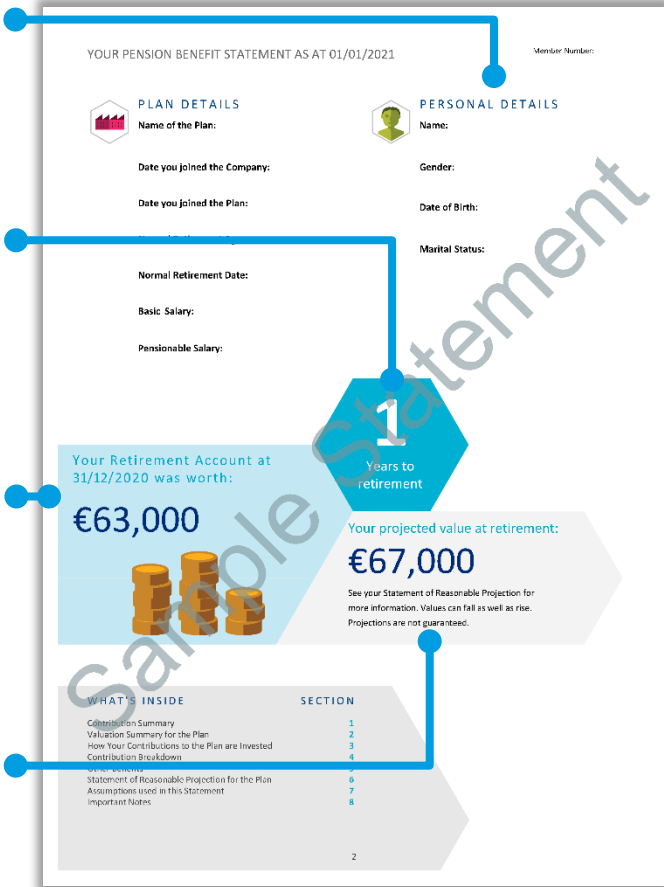 YOUR PENSION BENEFIT STATEMENT AS AT 01/01/2021
Member Number:
PLAN DETAILS
Name of the Plan:
Date you joined the Company:
Date you joined the Plan:
Normal Retirement Date:
Basic Salary:
Pensionable Salary:
PERSONAL DETAILS
Name:
Gender:
Date of Birth:
Marital Status:
1
Years to
retirement
Your Retirement Account at
31/12/2020 was worth:
€63,000
Your projected value at retirement:
€67,000
See your Statement of Reasonable Projection for
more information. Values can fall as well as rise.
Projections are not guaranteed.
WHAT'S INSIDE SECTION
Contribution Summary 1
Valuation Summary for the Plan 2
How Your Contributions to the Plan are Invested 3
Contribution Breakdown 4
Other Benefits 5
Statement of Reasonable Projection for the Plan 6
Assumptions used in this Statement 7
Important Notes 8
2
Sample Statement